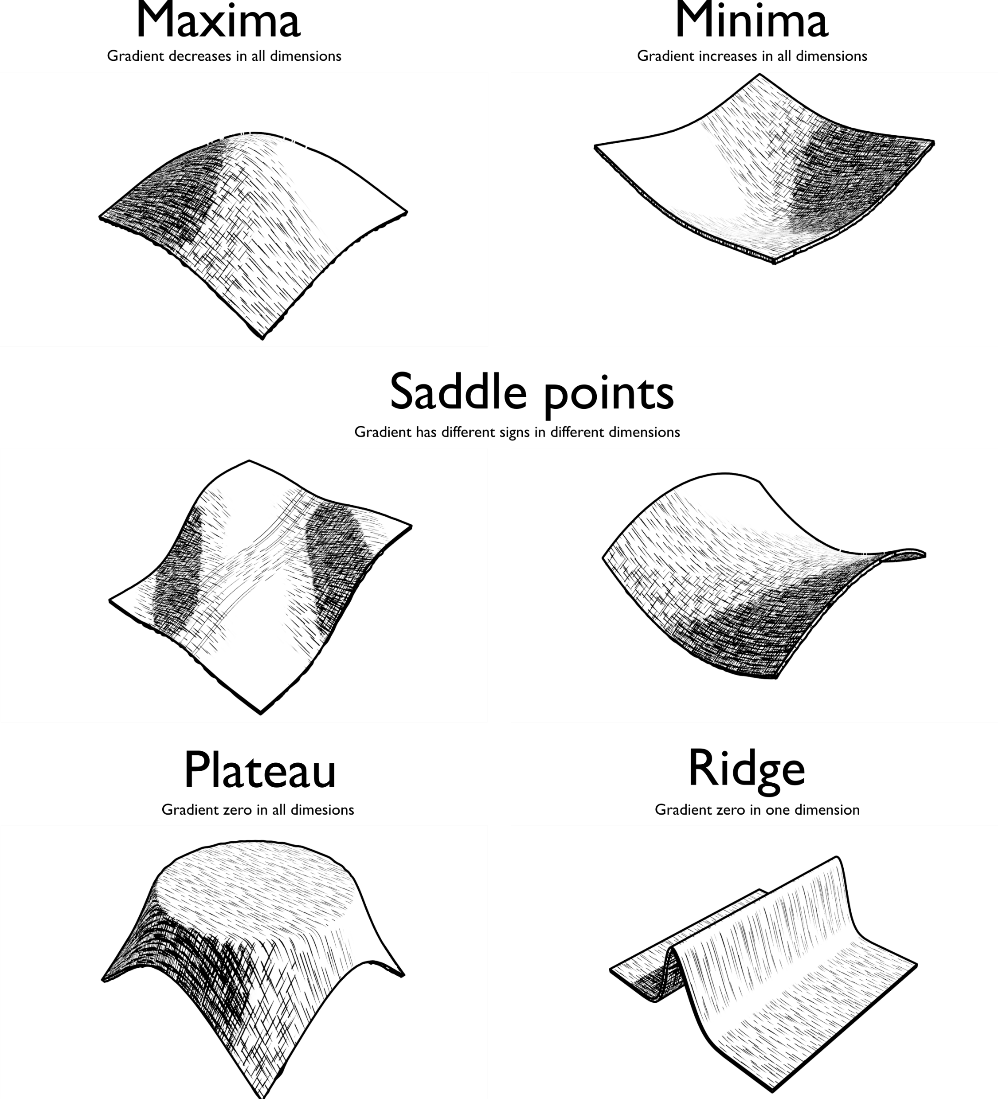 Maxima
Gradient decreases in all dimensions
Minima
Gradient increases in all dimensions
Saddle points
Gradient has different signs in different dimensions
Plateau
Gradient zero in all dimesions
Ridge
Gradient zero in one dimension